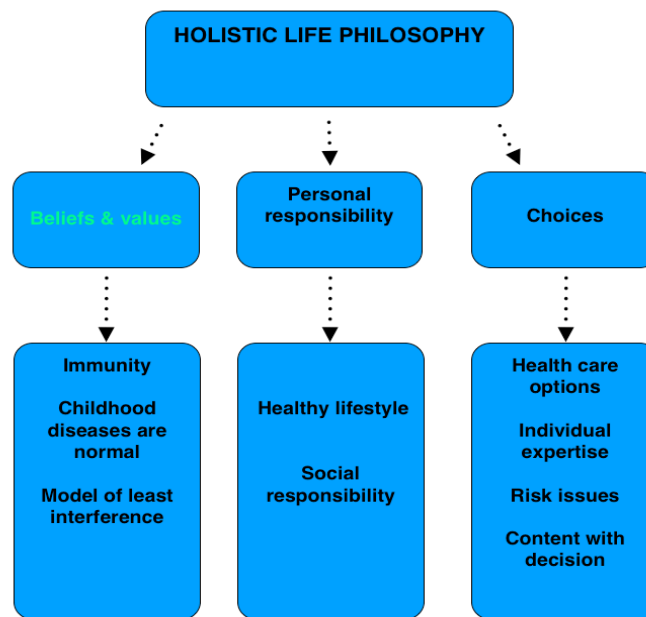 HOLISTIC LIFE PHILOSOPHY
Beliefs & values
Personal
responsibility
Choices
Immunity
Childhood
diseases are
normal
Model of least
interference
Healthy lifestyle
Social
responsibility
Health care
options
Individual
expertise
Risk issues
Content with
decision